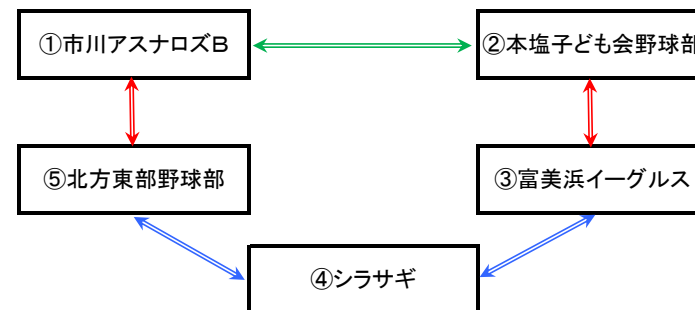 ①市川アスナロズB
②本塩子ども会野球部
⑤北方東部野球部
③富美浜イーグルス
④シラサギ